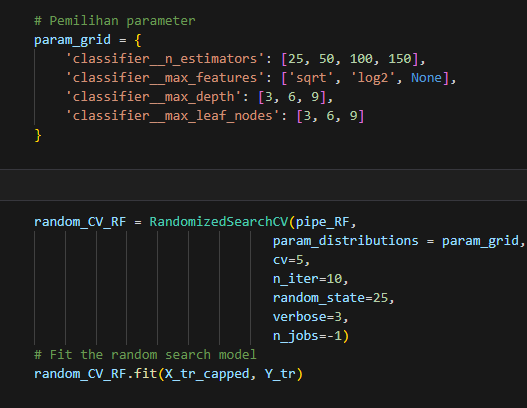 # Pemilihan parameter
param_grid = {
    'classifier__n_estimators': [25, 50, 100, 150],
    'classifier__max_features': ['sqrt', 'log2', None],
    'classifier__max_depth': [3, 6, 9],
    'classifier__max_leaf_nodes': [3, 6, 9]
}
random_CV_RF = RandomizedSearchCV(pipe_RF,
                               param_distributions = param_grid,
                               cv=5,
                               n_iter=10,
                               random_state=25,
                               verbose=3,
                               n_jobs=-1)
# Fit the random search model
random_CV_RF.fit(X_tr_capped, Y_tr)